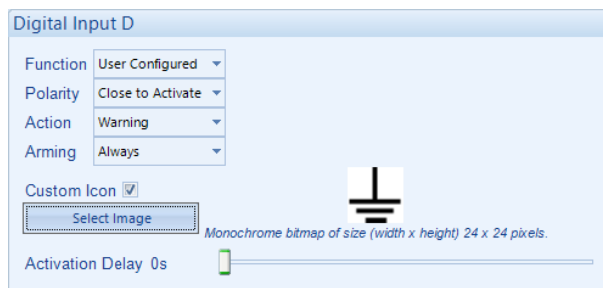 Digital Input D
Function User Configured
Polarity Close to Activate
Action Warning
Arming Always
Custom Icon
Select Image
Monochrome bitmap of size (width x height) 24 x 24 pixels.
Activation Delay 0s